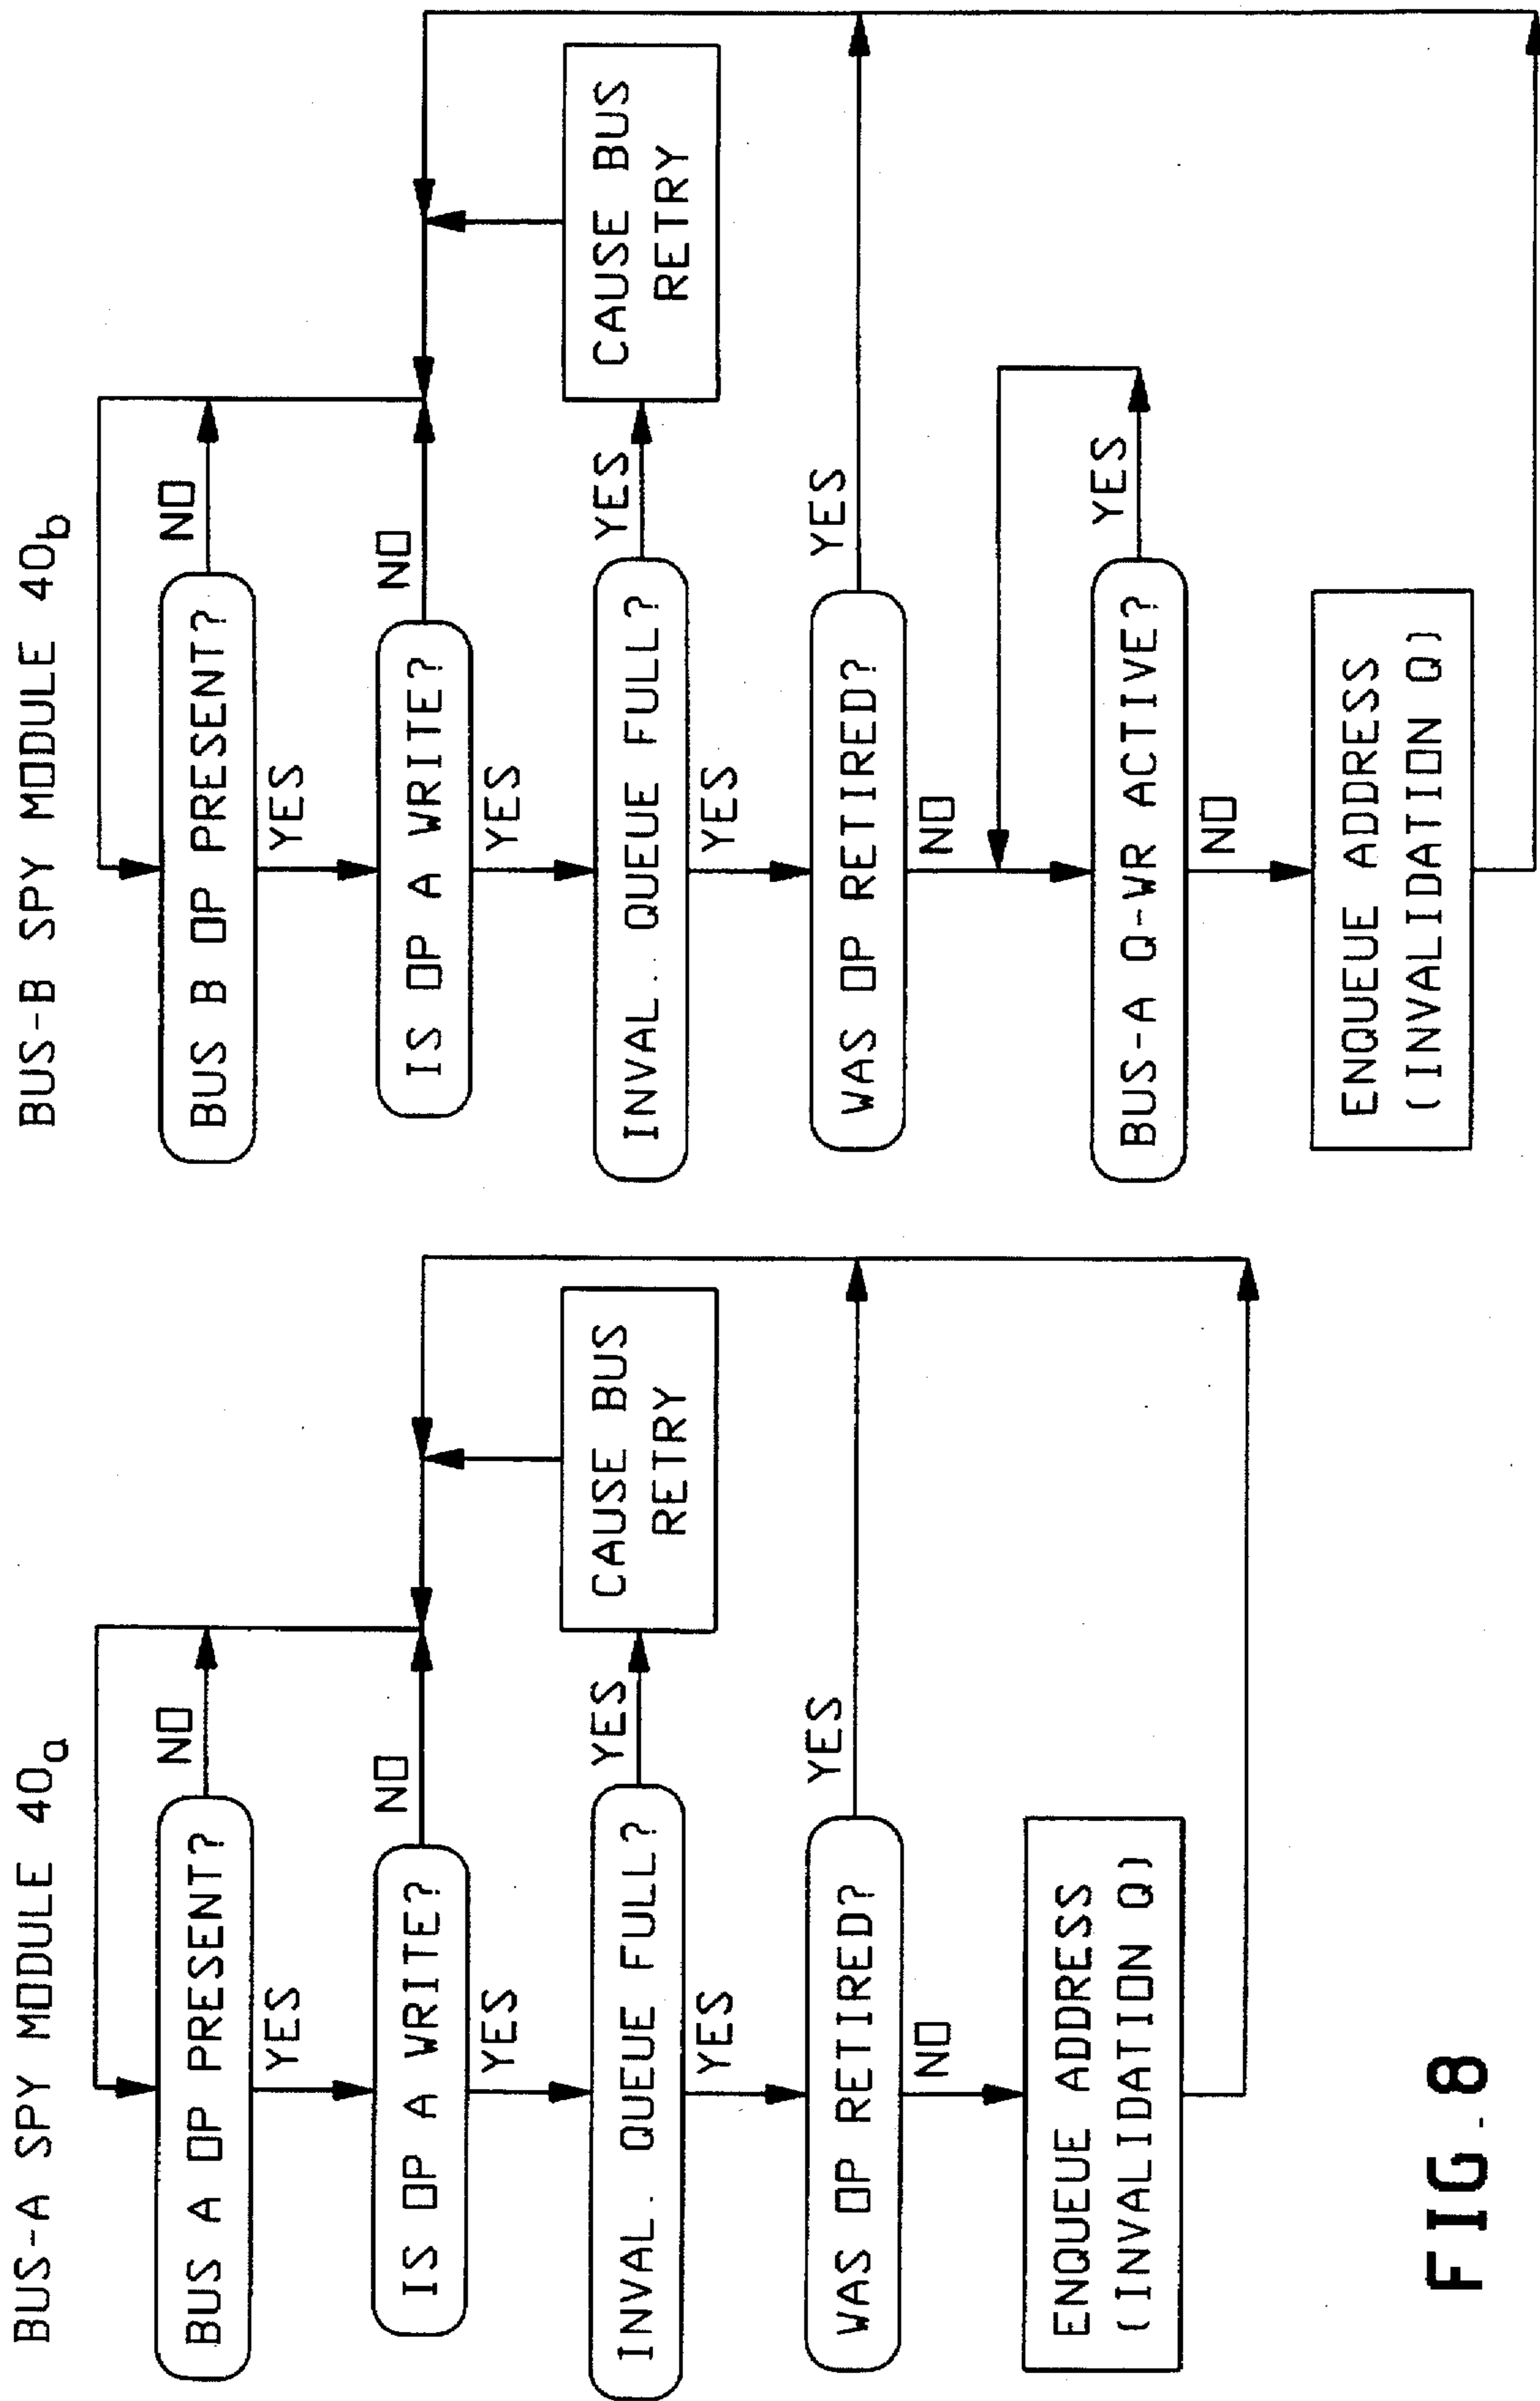 BUS-A SPY MODULE 40a
BUS A OP PRESENT?
NO
YES
IS OP A WRITE?
NO
YES
INVAL. QUEUE FULL?
YES
CAUSE BUS
RETRY
YES
WAS OP RETIRED?
YES
NO
ENQUEUE ADDRESS
(INVALIDATION Q)
BUS-B SPY MODULE 40b
BUS B OP PRESENT?
NO
YES
IS OP A WRITE?
NO
YES
INVAL.. QUEUE FULL?
YES
CAUSE BUS
RETRY
YES
WAS OP RETIRED?
YES
NO
BUS-A Q-WR ACTIVE?
YES
NO
ENQUEUE ADDRESS
(INVALIDATION Q)
FIG. 8